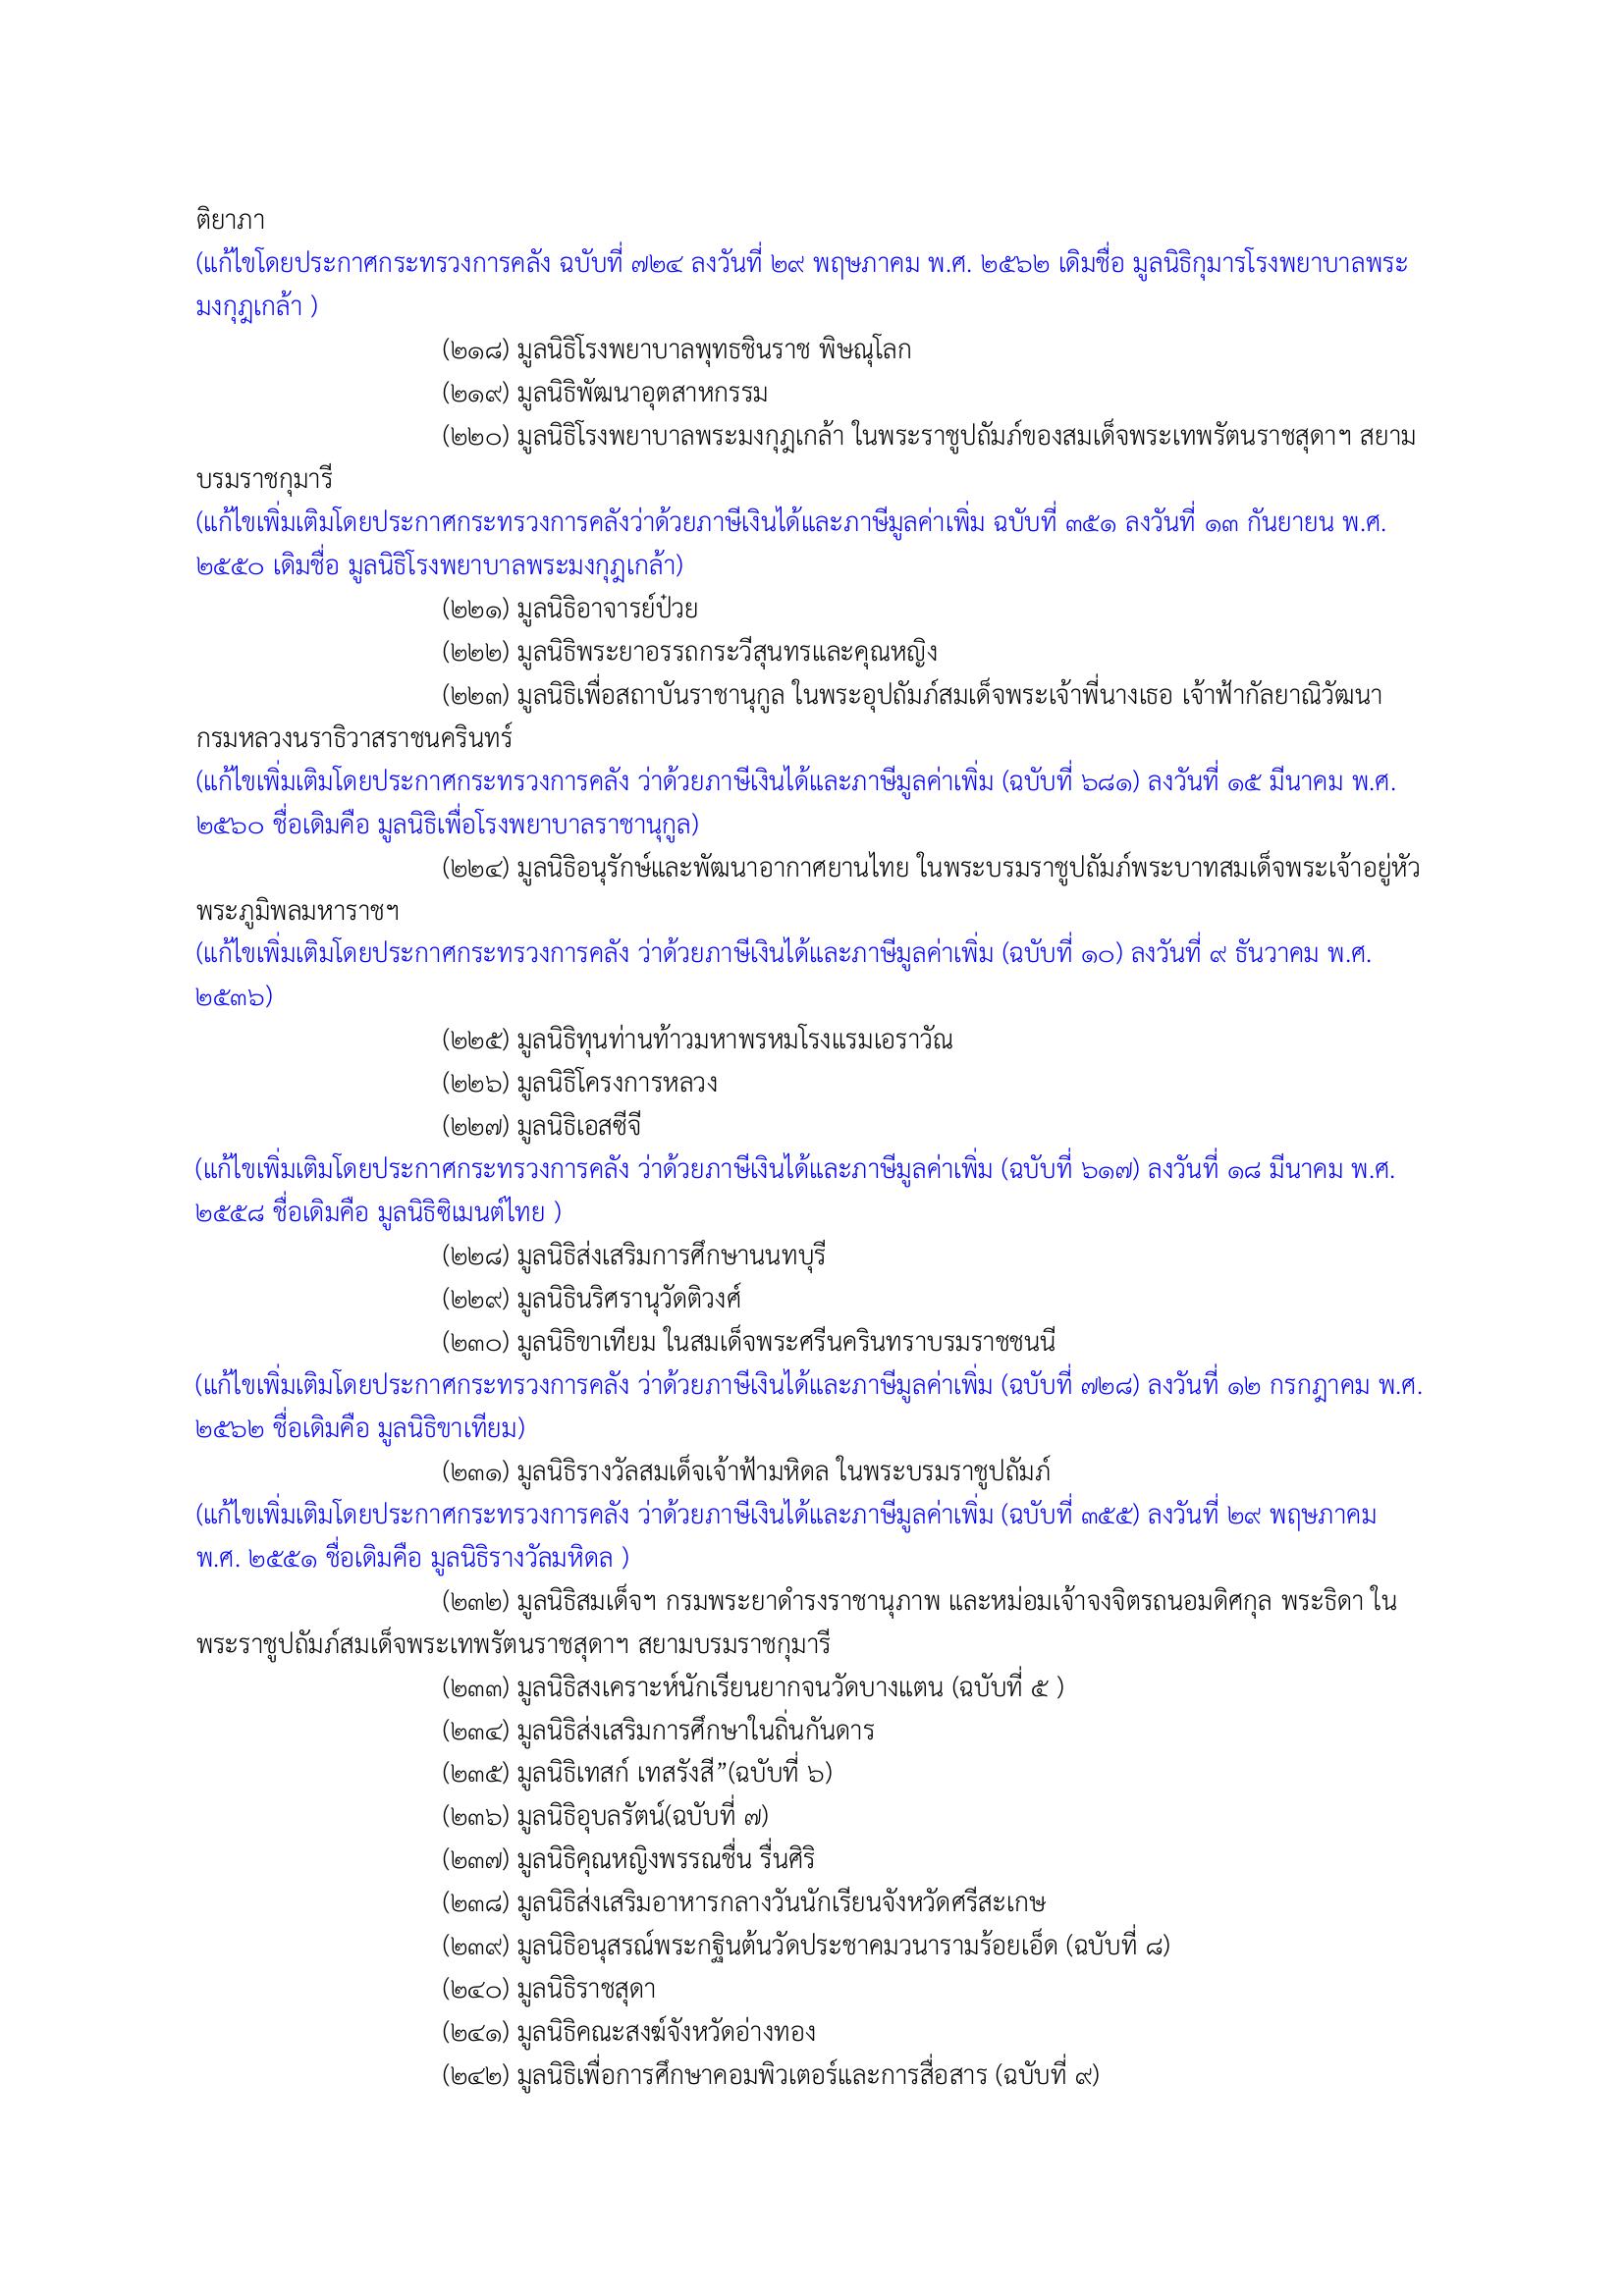 ติยาภา
(แก้ไขโดยประกาศกระทรวงการคลัง ฉบับที่ ๗๒๔ ลงวันที่ ๒๙ พฤษภาคม พ.ศ. ๒๕๖๒ เดิมชื่อ มูลนิธิกุมารโรงพยาบาลพระ
มงกุฎเกล้า )
(๒๑๘) มูลนิธิโรงพยาบาลพุทธชินราช พิษณุโลก
(๒๑๙) มูลนิธิพัฒนาอุตสาหกรรม
(๒๒๐) มูลนิธิโรงพยาบาลพระมงกุฎเกล้า ในพระราชูปถัมภ์ของสมเด็จพระเทพรัตนราชสุดาฯ สยาม
บรมราชกุมารี
(แก้ไขเพิ่มเติมโดยประกาศกระทรวงการคลังว่าด้วยภาษีเงินได้และภาษีมูลค่าเพิ่ม ฉบับที่ ๓๕๑ ลงวันที่ ๑๓ กันยายน พ.ศ.
๒๕๕๐ เดิมชื่อ มูลนิธิโรงพยาบาลพระมงกุฎเกล้า)
(๒๒๑) มูลนิธิอาจารย์ป๋วย
(๒๒๒) มูลนิธิพระยาอรรถกระวีสุนทรและคุณหญิง
(๒๒๓) มูลนิธิเพื่อสถาบันราชานุกูล ในพระอุปถัมภ์สมเด็จพระเจ้าพี่นางเธอ เจ้าฟ้ากัลยาณิวัฒนา
กรมหลวงนราธิวาสราชนครินทร์
(แก้ไขเพิ่มเติมโดยประกาศกระทรวงการคลัง ว่าด้วยภาษีเงินได้และภาษีมูลค่าเพิ่ม (ฉบับที่ ๖๘๑) ลงวันที่ ๑๕ มีนาคม พ.ศ.
๒๕๖๐ ชื่อเดิมคือ มูลนิธิเพื่อโรงพยาบาลราชานุกูล)
(๒๒๔) มูลนิธิอนุรักษ์และพัฒนาอากาศยานไทย ในพระบรมราชูปถัมภ์พระบาทสมเด็จพระเจ้าอยู่หัว
พระภูมิพลมหาราชฯ
(แก้ไขเพิ่มเติมโดยประกาศกระทรวงการคลัง ว่าด้วยภาษีเงินได้และภาษีมูลค่าเพิ่ม (ฉบับที่ ๑๐) ลงวันที่ ๙ ธันวาคม พ.ศ.
๒๕๓๖)
(๒๒๕) มูลนิธิทุนท่านท้าวมหาพรหมโรงแรมเอราวัณ
(๒๒๖) มูลนิธิโครงการหลวง
(๒๒๗) มูลนิธิเอสซีจี
(แก้ไขเพิ่มเติมโดยประกาศกระทรวงการคลัง ว่าด้วยภาษีเงินได้และภาษีมูลค่าเพิ่ม (ฉบับที่ ๖๑๗) ลงวันที่ ๑๘ มีนาคม พ.ศ.
๒๕๕๘ ชื่อเดิมคือ มูลนิธิซิเมนต์ไทย )
(๒๒๘) มูลนิธิส่งเสริมการศึกษานนทบุรี
(๒๒๙) มูลนิธินริศรานุวัดติวงศ์
(๒๓๐) มูลนิธิขาเทียม ในสมเด็จพระศรีนครินทราบรมราชชนนี
(แก้ไขเพิ่มเติมโดยประกาศกระทรวงการคลัง ว่าด้วยภาษีเงินได้และภาษีมูลค่าเพิ่ม (ฉบับที่ ๗๒๘) ลงวันที่ ๑๒ กรกฎาคม พ.ศ.
๒๕๖๒ ชื่อเดิมคือ มูลนิธิขาเทียม)
(๒๓๑) มูลนิธิรางวัลสมเด็จเจ้าฟ้ามหิดล ในพระบรมราชูปถัมภ์
(แก้ไขเพิ่มเติมโดยประกาศกระทรวงการคลัง ว่าด้วยภาษีเงินได้และภาษีมูลค่าเพิ่ม (ฉบับที่ ๓๕๕) ลงวันที่ ๒๙ พฤษภาคม
พ.ศ. ๒๕๕๑ ชื่อเดิมคือ มูลนิธิรางวัลมหิดล )
(๒๓๒) มูลนิธิสมเด็จฯ กรมพระยาดำรงราชานุภาพ และหม่อมเจ้าจงจิตรถนอมดิศกุล พระธิดา ใน
พระราชูปถัมภ์สมเด็จพระเทพรัตนราชสุดาฯ สยามบรมราชกุมารี
(๒๓๓) มูลนิธิสงเคราะห์นักเรียนยากจนวัดบางแตน (ฉบับที่ ๕ )
(๒๓๔) มูลนิธิส่งเสริมการศึกษาในถิ่นกันดาร
(๒๓๕) มูลนิธิเทสก์ เทสรังสี”(ฉบับที่ ๖)
(๒๓๖) มูลนิธิอุบลรัตน์(ฉบับที่ ๗)
(๒๓๗) มูลนิธิคุณหญิงพรรณชื่น รื่นศิริ
(๒๓๘) มูลนิธิส่งเสริมอาหารกลางวันนักเรียนจังหวัดศรีสะเกษ
(๒๓๙) มูลนิธิอนุสรณ์พระกฐินต้นวัดประชาคมวนารามร้อยเอ็ด (ฉบับที่ ๘)
(๒๔๐) มูลนิธิราชสุดา
(๒๔๑) มูลนิธิคณะสงฆ์จังหวัดอ่างทอง
(๒๔๒) มูลนิธิเพื่อการศึกษาคอมพิวเตอร์และการสื่อสาร (ฉบับที่ ๙)